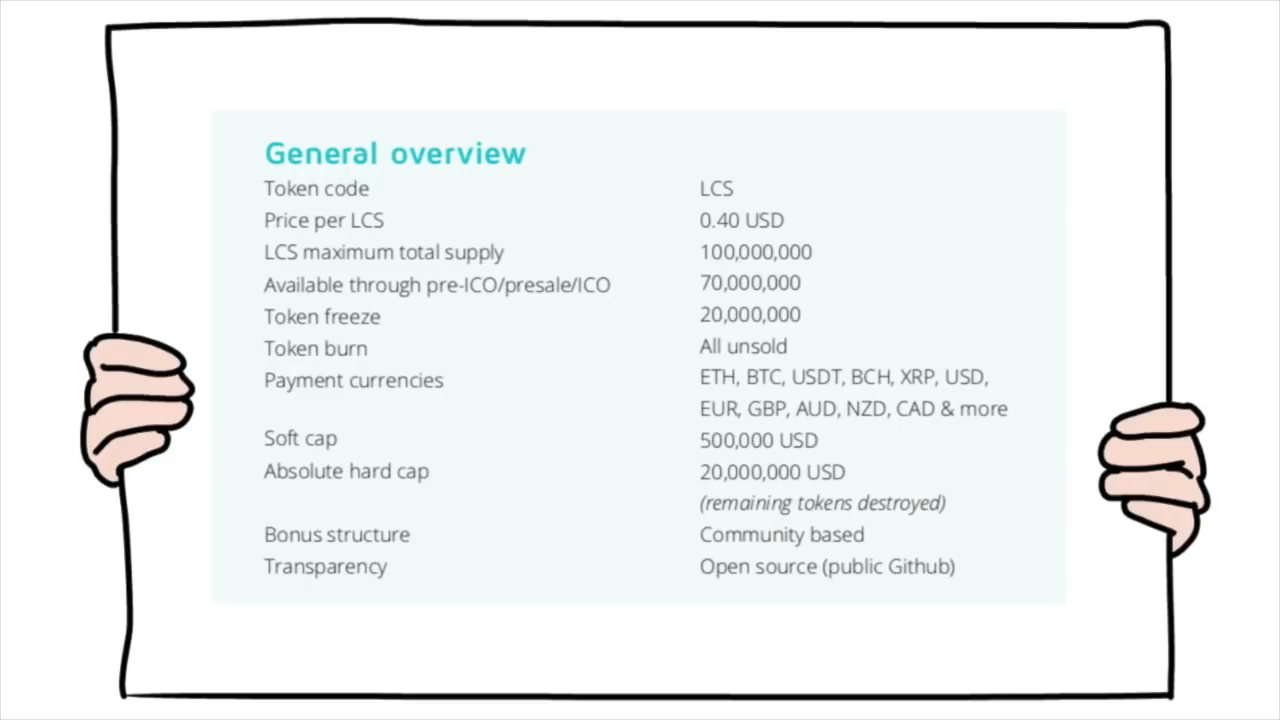 General overview
Token code LCS
Price per LCS 0.40 USD
LCS maximum total supply 100,000,000
Available through pre-ICO/presale/ICO 70,000,000
Token freeze 20,000,000
Token burn All unsold
Payment currencies ETH, BTC, USDT, BCH, XRP, USD,
EUR, GBP, AUD, NZD, CAD & more
Soft cap 500,000 USD
Absolute hard cap 20,000,000 USD
(remaining tokens destroyed)
Bonus structure Community based
Transparency Open source (public Github)